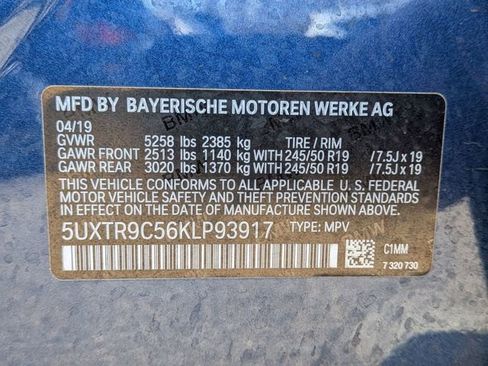 MFD BY BAYERISCHE MOTOREN WERKE AG
04/19
GVWR 5258 lbs 2385 kg TIRE / RIM
GAWR FRONT 2513 lbs 1140 kg WITH 245/50 R19 / 7.5J x 19
GAWR REAR 3020 lbs 1370 kg WITH 245/50 R19 / 7.5J x 19
THIS VEHICLE CONFORMS TO ALL APPLICABLE U. S. FEDERAL
MOTOR VEHICLE SAFETY AND THEFT PREVENTION STANDARDS
IN EFFECT ON THE DATE OF MANUFACTURE SHOWN ABOVE.
5UXTR9C56KLP93917 TYPE: MPV
C1MM
7 320 730